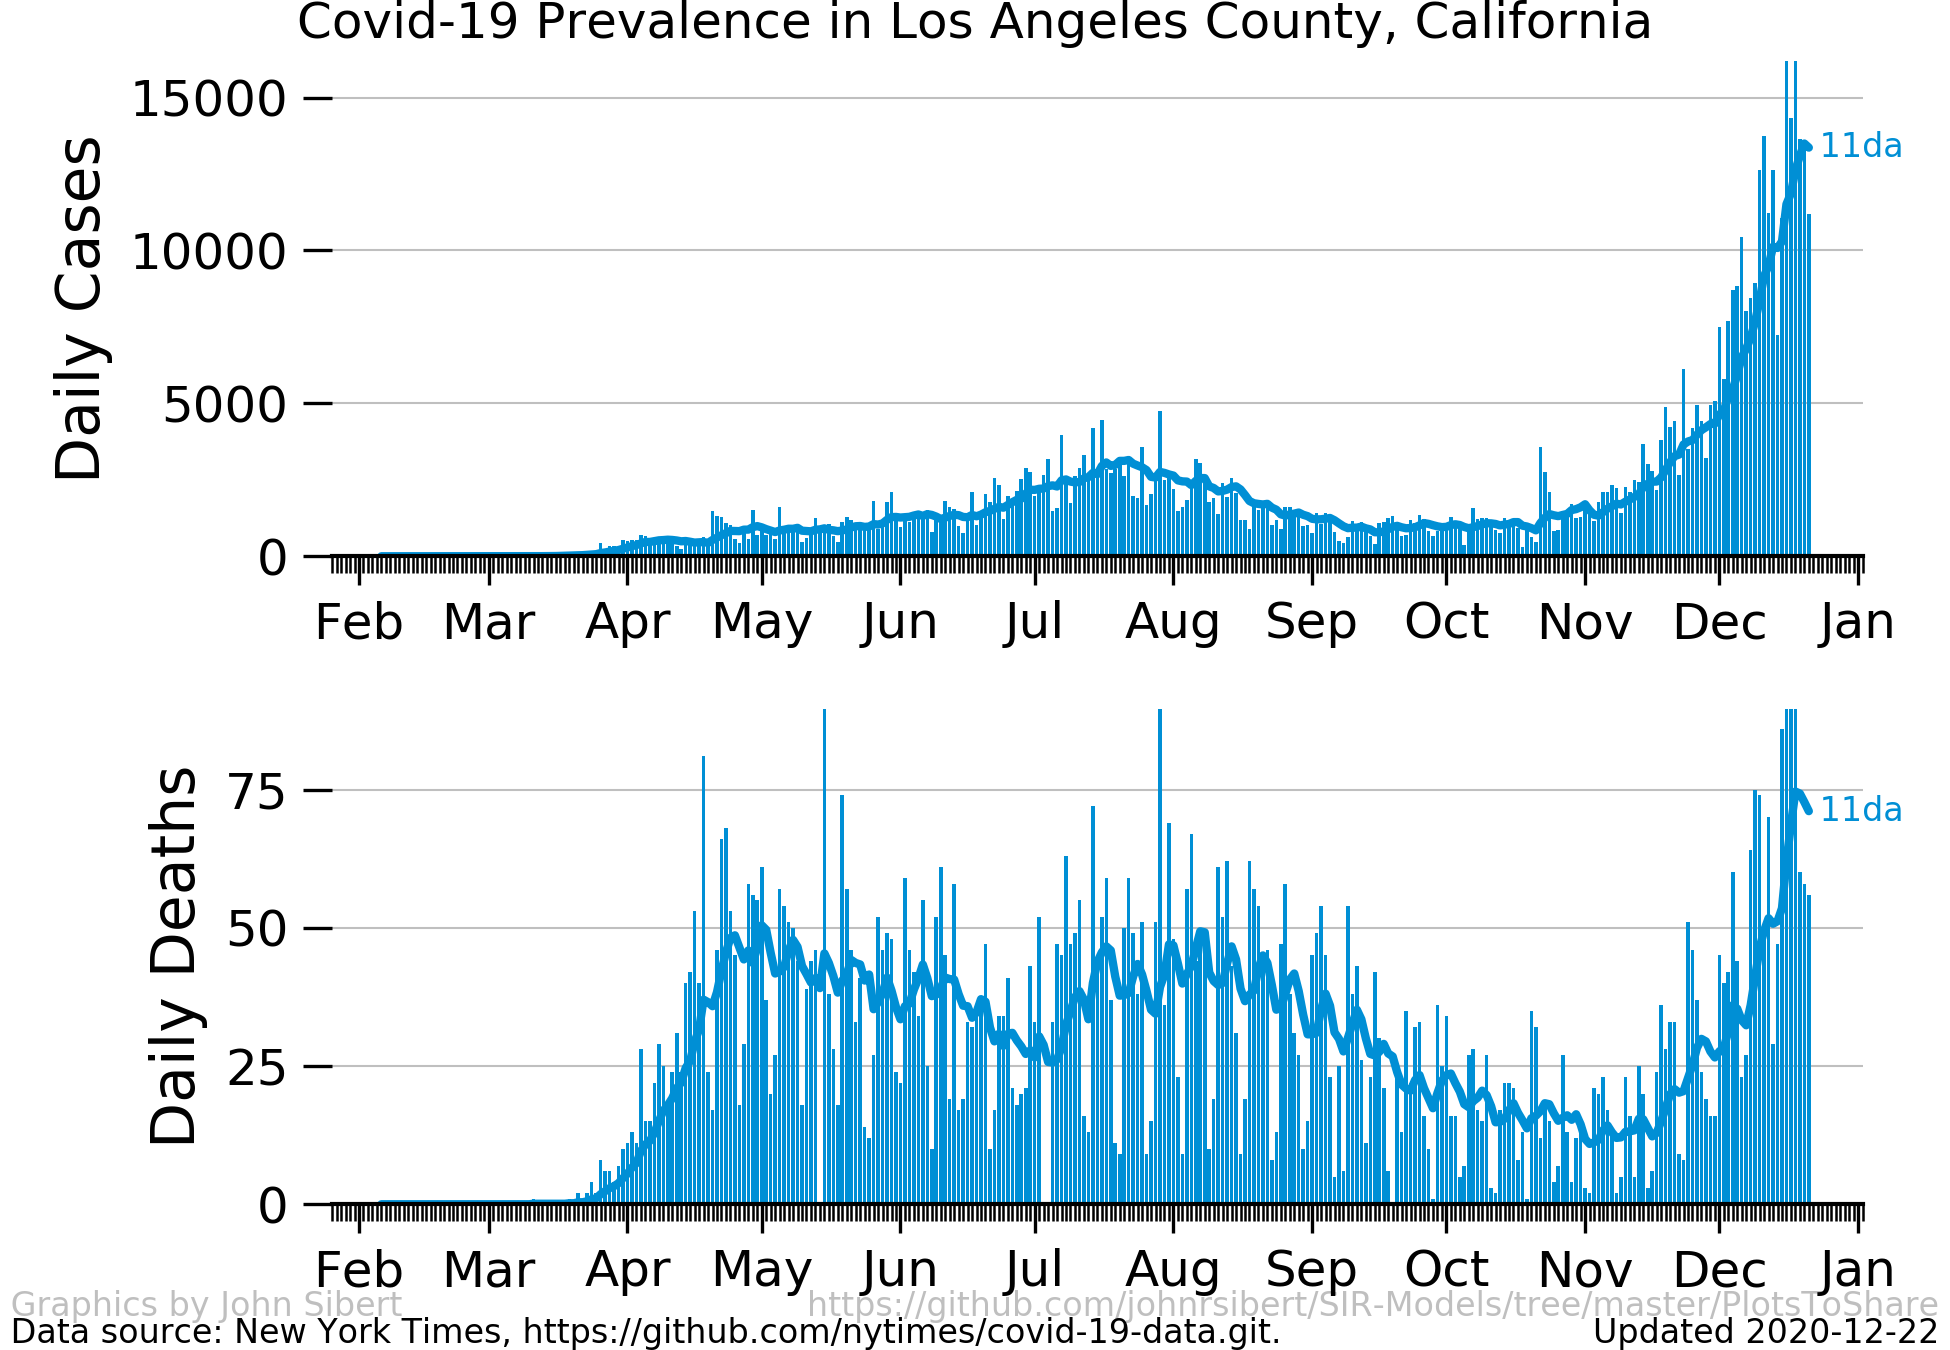 Covid-19 Prevalence in Los Angeles County, California
Daily Cases
15000
10000
5000
0
11da
Feb Mar Apr May Jun Jul Aug Sep Oct Nov Dec Jan
Daily Deaths
75
50
25
0
11da
Feb Mar Apr May Jun Jul Aug Sep Oct Nov Dec Jan
Graphics by John Sibert https://github.com/johnrsibert/SIR-Models/tree/master/PlotsToShare
Data source: New York Times, https://github.com/nytimes/covid-19-data.git. Updated 2020-12-22